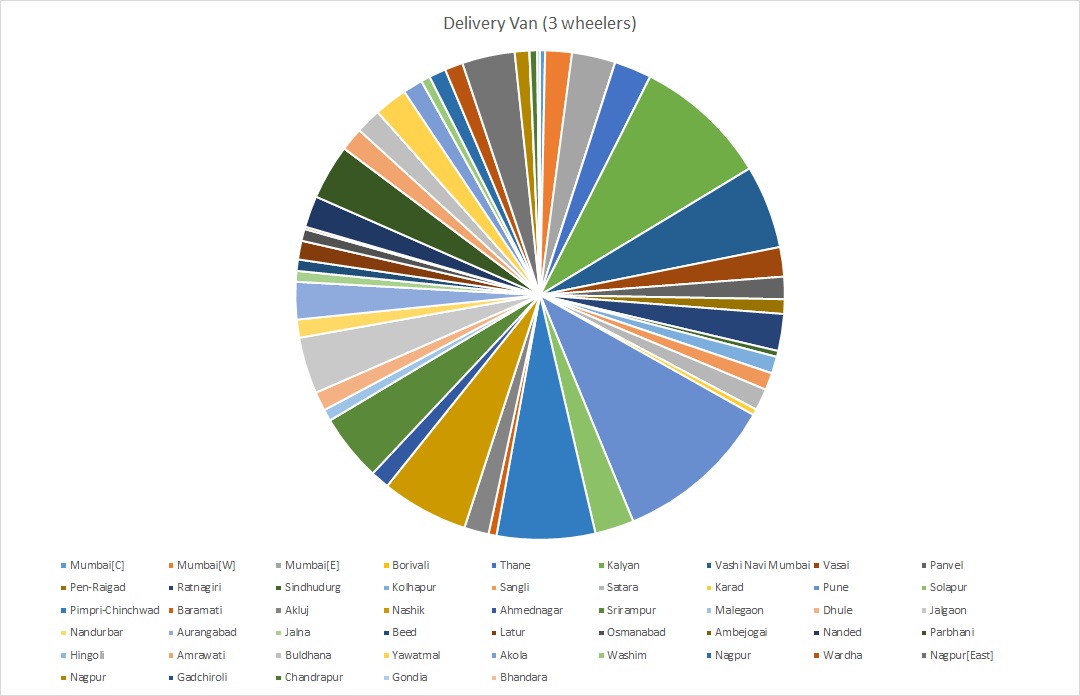 Delivery Van (3 wheelers)
Mumbai[C] Mumbai[W] Mumbai[E] Borivali Thane Kalyan Vashi Navi Mumbai Vasai Panvel
Pen-Raigad Ratnagiri Sindhudurg Kolhapur Sangli Satara Karad Pune Solapur
Pimpri-Chinchwad Baramati Akluj Nashik Ahmednagar Srirampur Malegaon Dhule Jalgaon
Nandurbar Aurangabad Jalna Beed Latur Osmanabad Ambejogai Nanded Parbhani
Hingoli Amrawati Buldhana Yawatmal Akola Washim Nagpur Wardha Nagpur[East]
Nagpur Gadchiroli Chandrapur Gondia Bhandara